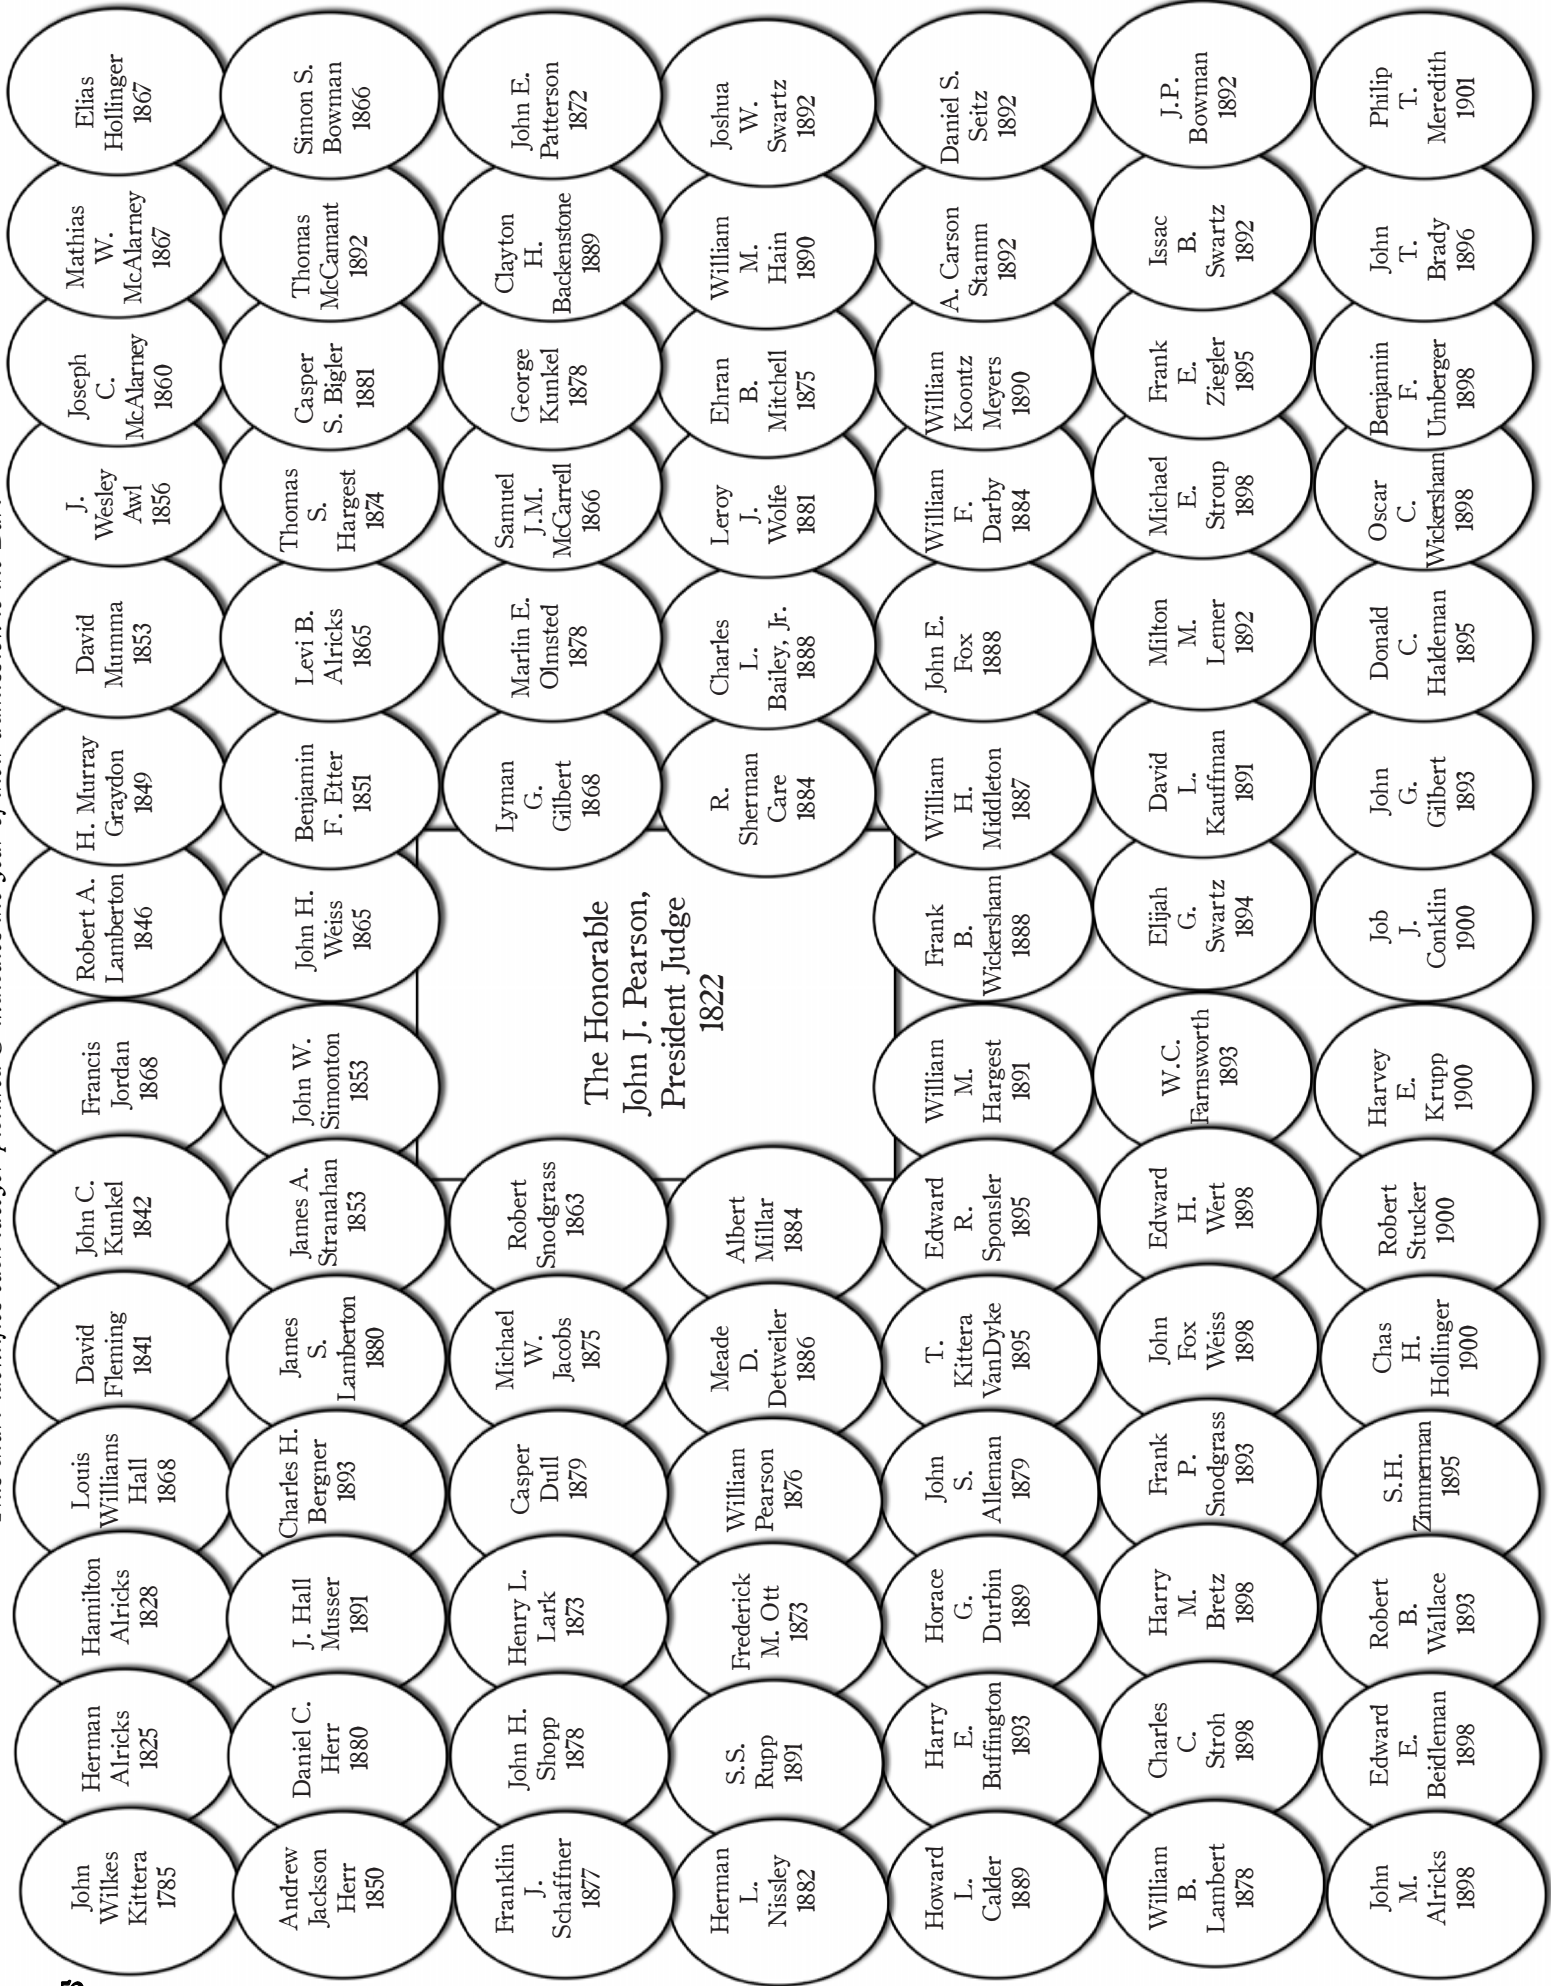 John
Wilkes
Kittera
1785
Herman
Alricks
1825
Hamilton
Alricks
1828
Louis
Williams
Hall
1868
David
Fleming
1841
John C.
Kunkel
1842
Francis
Jordan
1868
Robert A.
Lamberton
1846
H. Murray
Graydon
1849
David
Mumma
1853
J.
Wesley
Awl
1856
Joseph
C.
McAlarney
1860
Mathias
W.
McAlarney
1867
Elias
Hollinger
1867
Andrew
Jackson
Herr
1850
Daniel C.
Herr
1880
J. Hall
Musser
1891
Charles H.
Bergner
1893
James
S.
Lamberton
1880
James A.
Stranahan
1853
John W.
Simonton
1853
John H.
Weiss
1865
Benjamin
F. Etter
1851
Levi B.
Alricks
1865
Thomas
S.
Hargest
1874
Casper
S. Bigler
1881
Thomas
McCamant
1892
Simon S.
Bowman
1866
Franklin
J.
Schaffner
1877
John H.
Shopp
1878
Henry L.
Lark
1873
Casper
Dull
1879
Michael
W.
Jacobs
1875
Robert
Snodgrass
1863
The Honorable
John J. Pearson,
President Judge
1822
Lyman
G.
Gilbert
1868
Marlin E.
Olmsted
1878
Samuel
J.M.
McCarrell
1866
George
Kunkel
1878
Clayton
H.
Backenstone
1889
John E.
Patterson
1872
Herman
L.
Nissley
1882
S.S.
Rupp
1891
Frederick
M. Ott
1873
William
Pearson
1876
Meade
D.
Detweiler
1886
Albert
Millar
1884
R.
Sherman
Care
1884
Charles
L.
Bailey, Jr.
1888
Leroy
J.
Wolfe
1881
Ehran
B.
Mitchell
1875
William
M.
Hain
1890
Joshua
W.
Swartz
1892
Howard
L.
Calder
1889
Harry
E.
Buffington
1893
Horace
G.
Durbin
1889
John
S.
Alleman
1879
T.
Kittera
VanDyke
1895
Edward
R.
Sponsler
1895
William
M.
Hargest
1891
Frank
B.
Wickersham
1888
William
H.
Middleton
1887
John E.
Fox
1888
William
F.
Darby
1884
William
Koontz
Meyers
1890
A. Carson
Stamm
1892
Daniel S.
Seitz
1892
William
B.
Lambert
1878
Charles
C.
Stroh
1898
Harry
M.
Bretz
1898
Frank
P.
Snodgrass
1893
John
Fox
Weiss
1898
Edward
H.
Wert
1898
W.C.
Farnsworth
1893
Elijah
G.
Swartz
1894
David
L.
Kaufman
1891
Milton
M.
Lemer
1892
Michael
E.
Stroup
1898
Frank
E.
Ziegler
1895
Issac
B.
Swartz
1892
J.P.
Bowman
1892
John
M.
Alricks
1898
Edward
E.
Beidleman
1898
Robert
B.
Wallace
1893
S.H.
Zimmerman
1895
Chas
H.
Hollinger
1900
Robert
Stucker
1900
Harvey
E.
Krupp
1900
Job
J.
Conklin
1900
John
G.
Gilbert
1893
Donald
C.
Haldeman
1895
Oscar
C.
Wickersham
1898
Benjamin
F.
Umberger
1898
John
T.
Brady
1896
Philip
T.
Meredith
1901